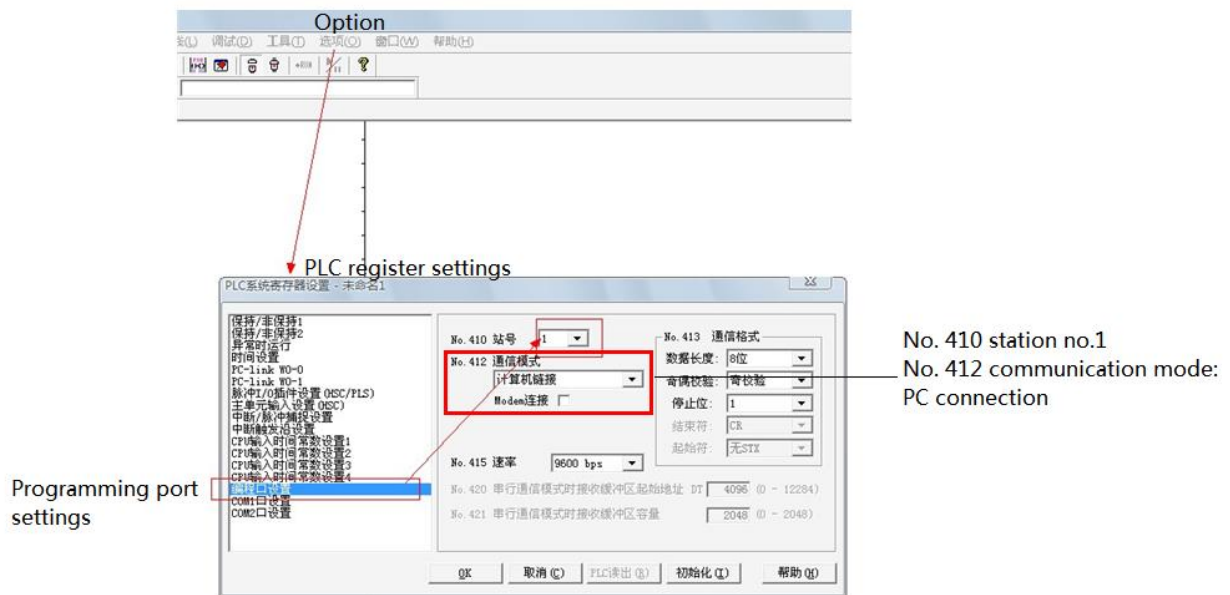 Option
调试(D) 工具(T) 选项(O) 窗口(W) 帮助(H)
PLC register settings
PLC系统寄存器设置 - 未命名1
保持/非保持1
保持/非保持2
异常时运行
时间设置
PC-link W0-0
PC-link W0-1
脉冲I/O插件设置(HSC/PLS)
主单元输入设置(HSC)
中断/脉冲捕捉设置
中断触发沿设置
CPU输入时间常数设置1
CPU输入时间常数设置2
CPU输入时间常数设置3
CPU输入时间常数设置4
编程口设置
COM1口设置
COM2口设置
Programming port
settings
No.410 站号 1
No.412 通信模式
计算机链接
Modem连接
No.413 通信格式
数据长度: 8位
奇偶校验: 奇校验
停止位: 1
结束符: CR
起始符: 无STX
No.415 速率 9600 bps
No.420 串行通信模式时接收缓冲区起始地址 DT 4096 (0 - 12284)
No.421 串行通信模式时接收缓冲区容量 2048 (0 - 2048)
OK 取消(C) PLC读出(R) 初始化(I) 帮助(H)
No. 410 station no.1
No. 412 communication mode:
PC connection